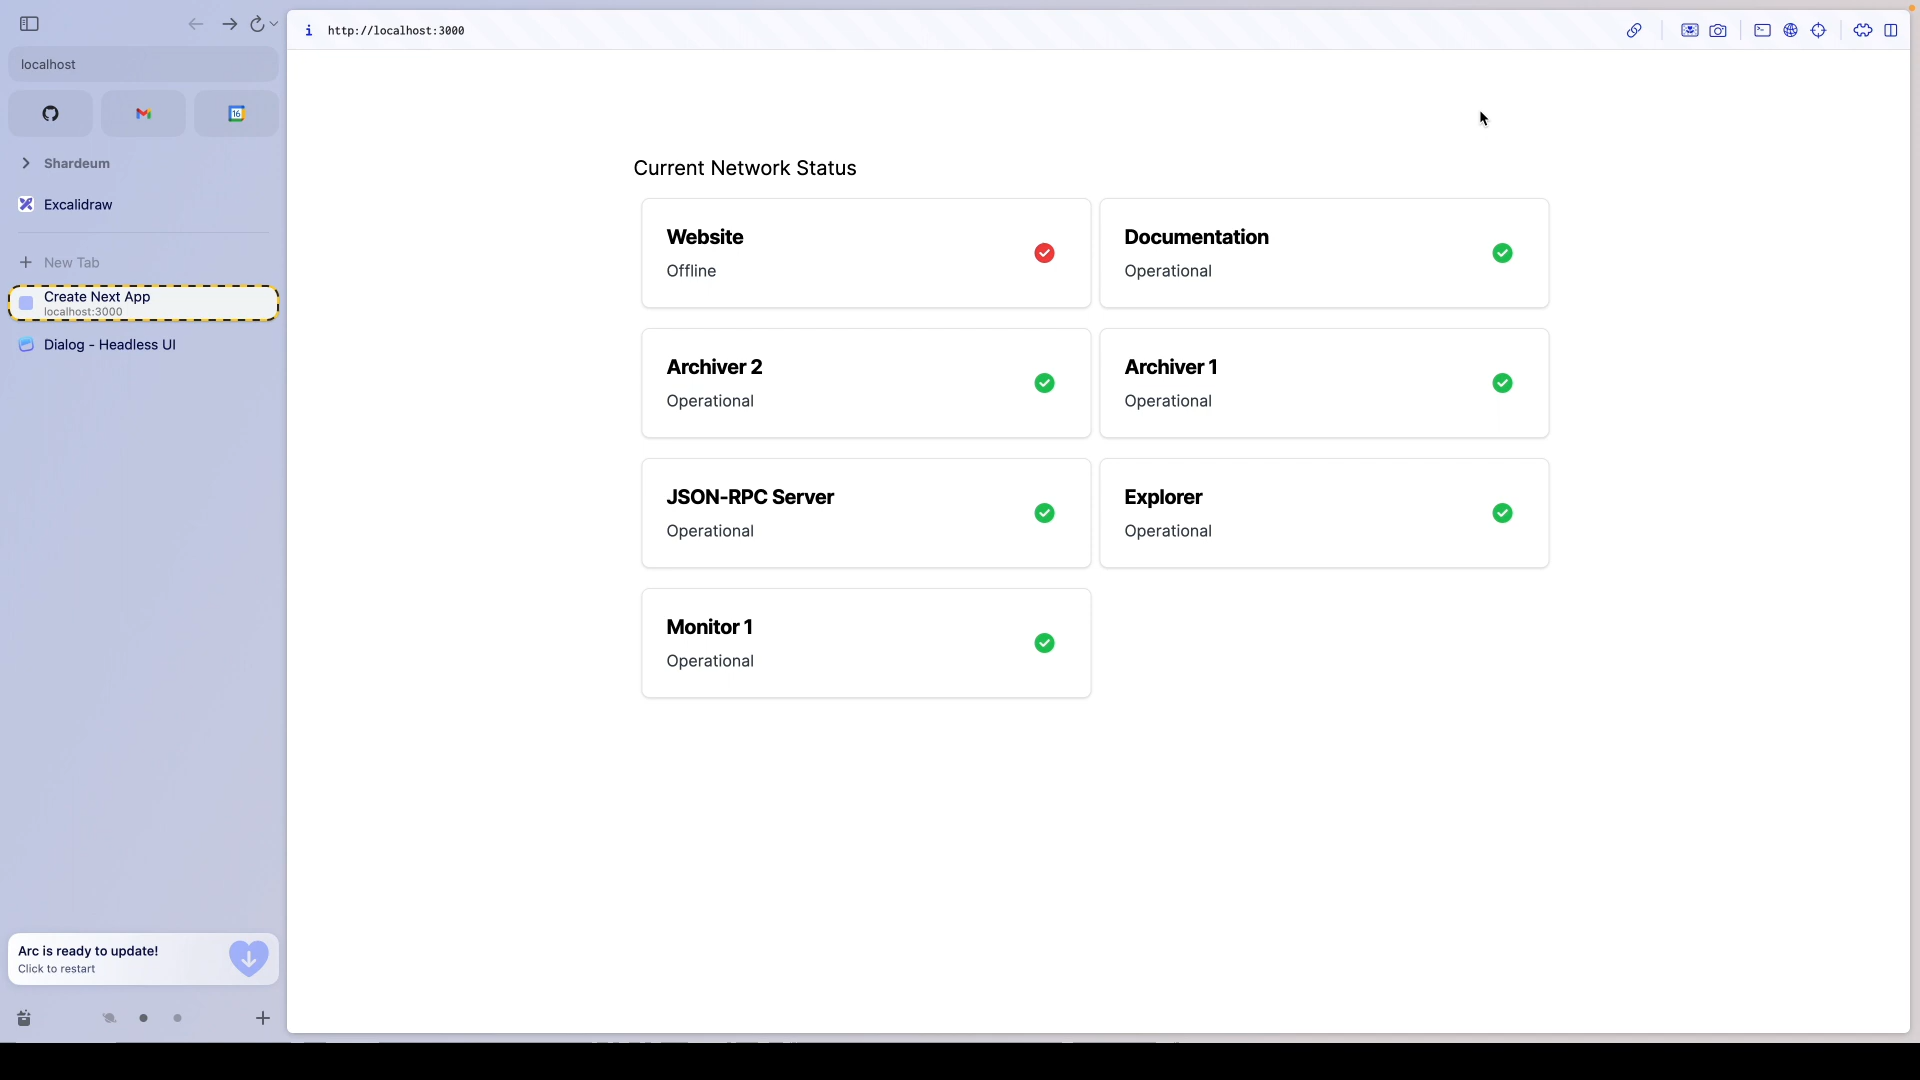 localhost
16
Shardeum
Excalidraw
New Tab
Create Next App
localhost:3000
Dialog - Headless UI
Arc is ready to update!
Click to restart
i http://localhost:3000
Current Network Status
Website
Offline
Documentation
Operational
Archiver 2
Operational
Archiver 1
Operational
JSON-RPC Server
Operational
Explorer
Operational
Monitor 1
Operational